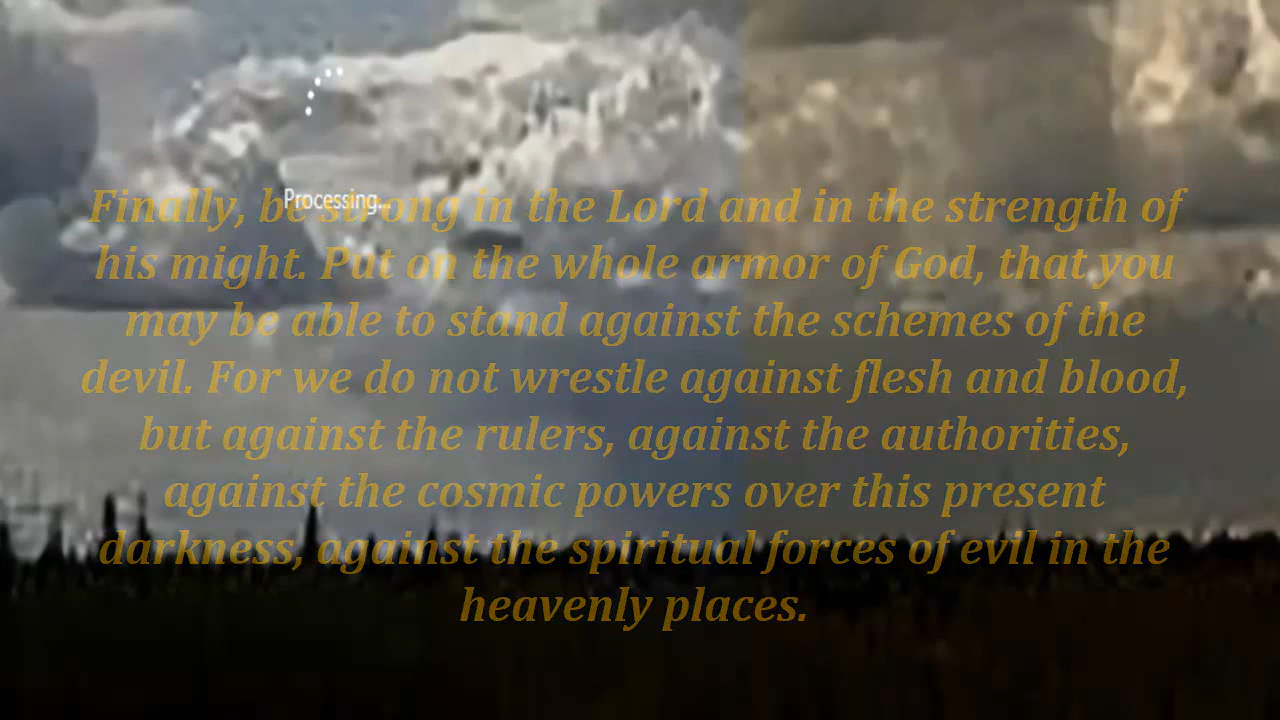 Processing...
Finally, be strong in the Lord and in the strength of
his might. Put on the whole armor of God, that you
may be able to stand against the schemes of the
devil. For we do not wrestle against flesh and blood,
but against the rulers, against the authorities,
against the cosmic powers over this present
darkness, against the spiritual forces of evil in the
heavenly places.